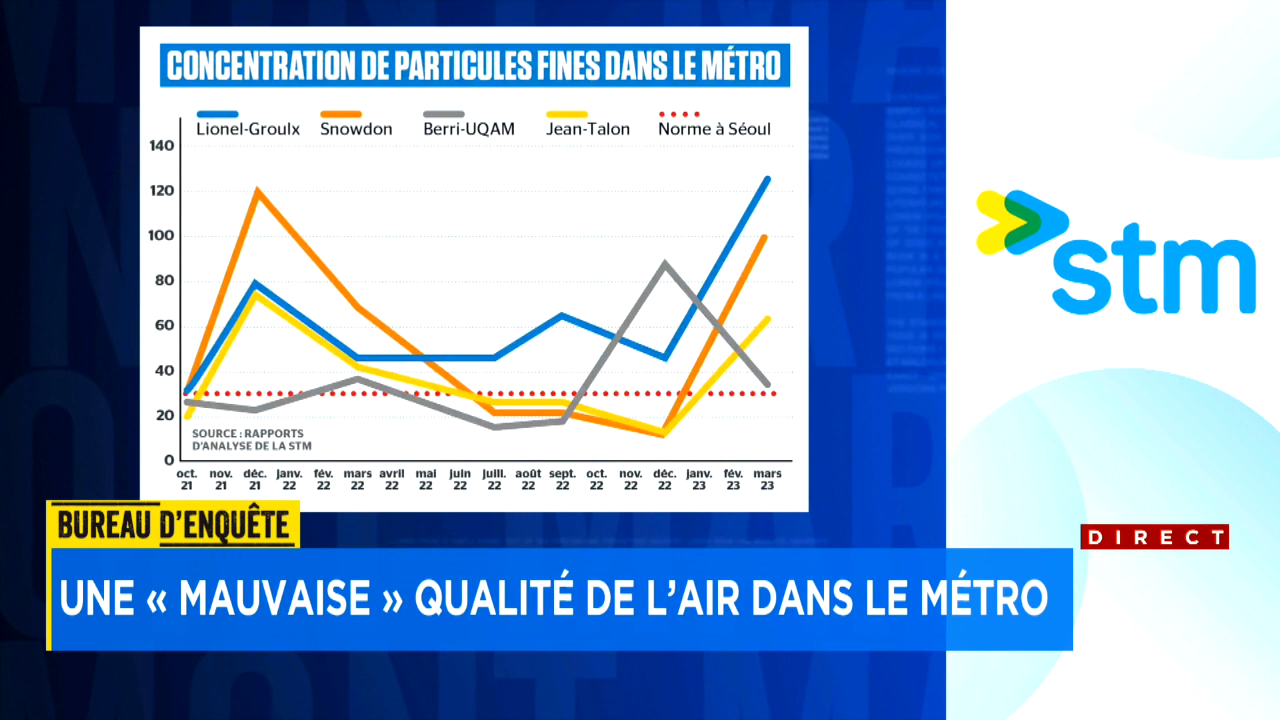 CONCENTRATION DE PARTICULES FINES DANS LE MÉTRO
Lionel-Groulx Snowdon Berri-UQAM Jean-Talon Norme à Séoul
140
120
100
80
60
40
20
0
SOURCE : RAPPORTS
D'ANALYSE DE LA STM
oct. nov. déc. janv. fév. mars avril mai juin juill. août sept. oct. nov. déc. janv. fév. mars
21 21 21 22 22 22 22 22 22 22 22 22 22 22 22 23 23 23
stm
BUREAU D'ENQUÊTE
DIRECT
UNE « MAUVAISE » QUALITÉ DE L'AIR DANS LE MÉTRO